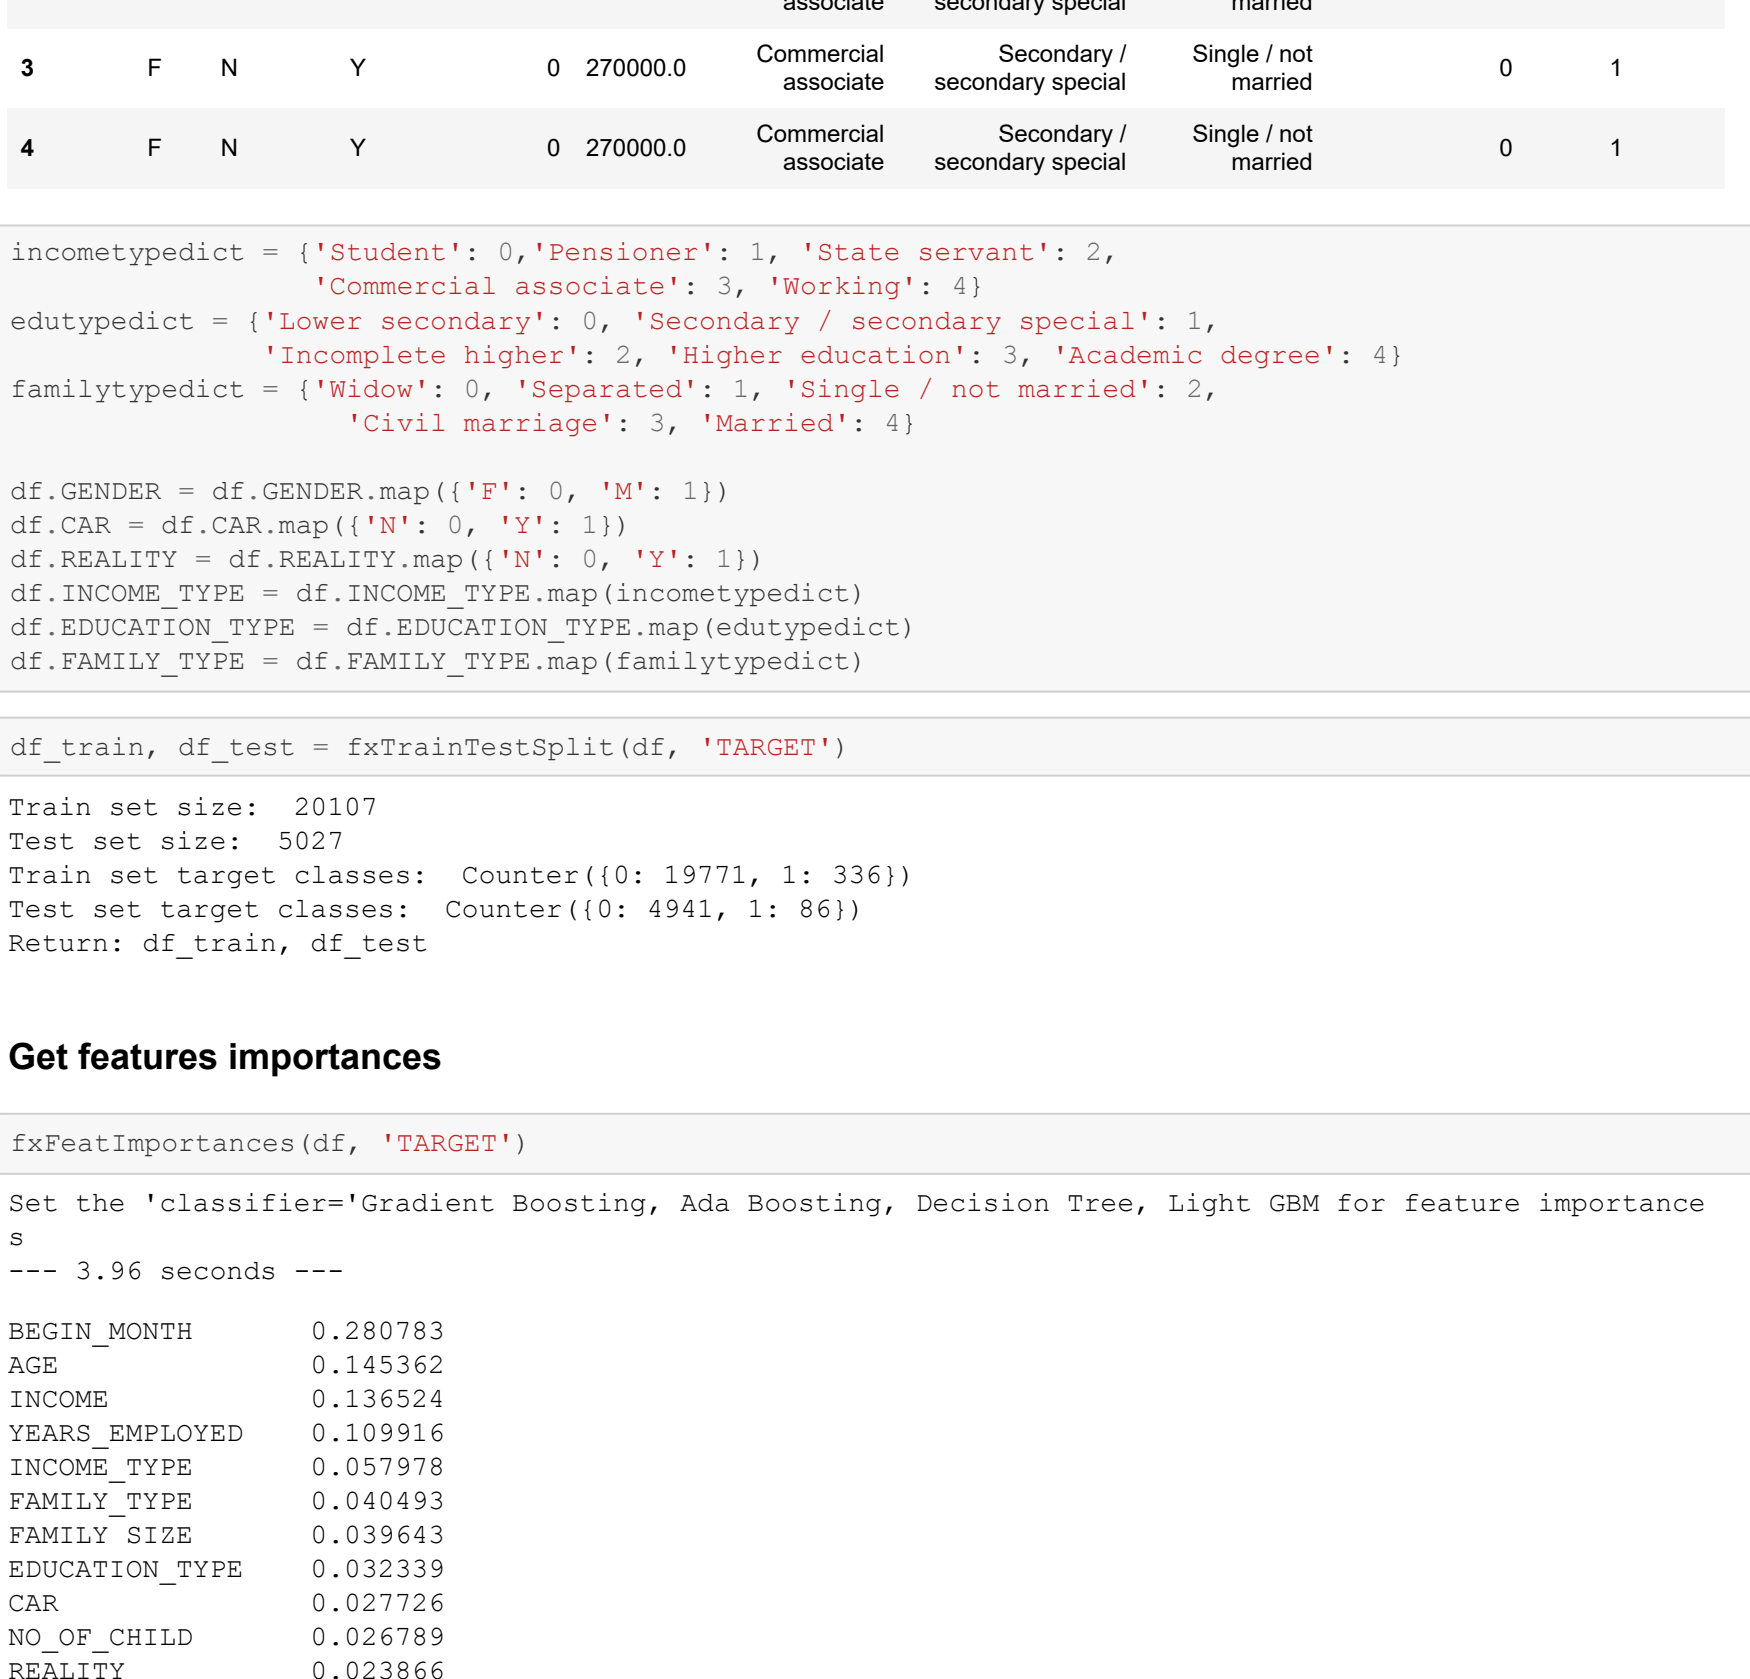 associate secondary special married
3 F N Y 0 270000.0 Commercial associate Secondary / secondary special Single / not married 0 1
4 F N Y 0 270000.0 Commercial associate Secondary / secondary special Single / not married 0 1
incometypedict = {'Student': 0,'Pensioner': 1, 'State servant': 2,
                  'Commercial associate': 3, 'Working': 4}
edutypedict = {'Lower secondary': 0, 'Secondary / secondary special': 1,
               'Incomplete higher': 2, 'Higher education': 3, 'Academic degree': 4}
familytypedict = {'Widow': 0, 'Separated': 1, 'Single / not married': 2,
                    'Civil marriage': 3, 'Married': 4}
df.GENDER = df.GENDER.map({'F': 0, 'M': 1})
df.CAR = df.CAR.map({'N': 0, 'Y': 1})
df.REALITY = df.REALITY.map({'N': 0, 'Y': 1})
df.INCOME_TYPE = df.INCOME_TYPE.map(incometypedict)
df.EDUCATION_TYPE = df.EDUCATION_TYPE.map(edutypedict)
df.FAMILY_TYPE = df.FAMILY_TYPE.map(familytypedict)
df_train, df_test = fxTrainTestSplit(df, 'TARGET')
Train set size:  20107
Test set size:  5027
Train set target classes:  Counter({0: 19771, 1: 336})
Test set target classes:  Counter({0: 4941, 1: 86})
Return: df_train, df_test
Get features importances
fxFeatImportances(df, 'TARGET')
Set the 'classifier='Gradient Boosting, Ada Boosting, Decision Tree, Light GBM for feature importance
s
--- 3.96 seconds ---
BEGIN_MONTH       0.280783
AGE               0.145362
INCOME            0.136524
YEARS_EMPLOYED    0.109916
INCOME_TYPE       0.057978
FAMILY_TYPE       0.040493
FAMILY SIZE       0.039643
EDUCATION_TYPE    0.032339
CAR               0.027726
NO_OF_CHILD       0.026789
REALITY           0.023866